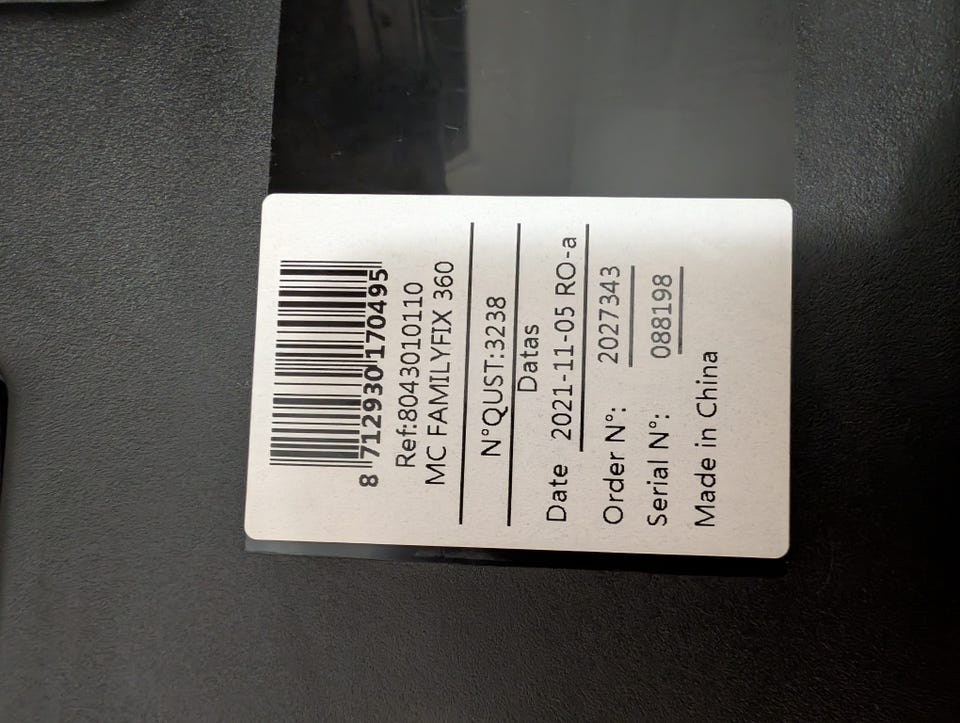 8 712930 170495
Ref:8043010110
MC FAMILYFIX 360
N°QUST:3238
Datas
Date 2021-11-05 RO-a
Order N°: 2027343
Serial N°: 088198
Made in China